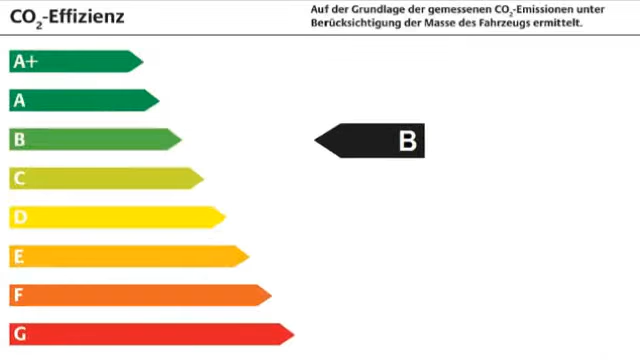 CO₂-Effizienz
Auf der Grundlage der gemessenen CO₂-Emissionen unter
Berücksichtigung der Masse des Fahrzeugs ermittelt.
A+
A
B
B
C
D
E
F
G